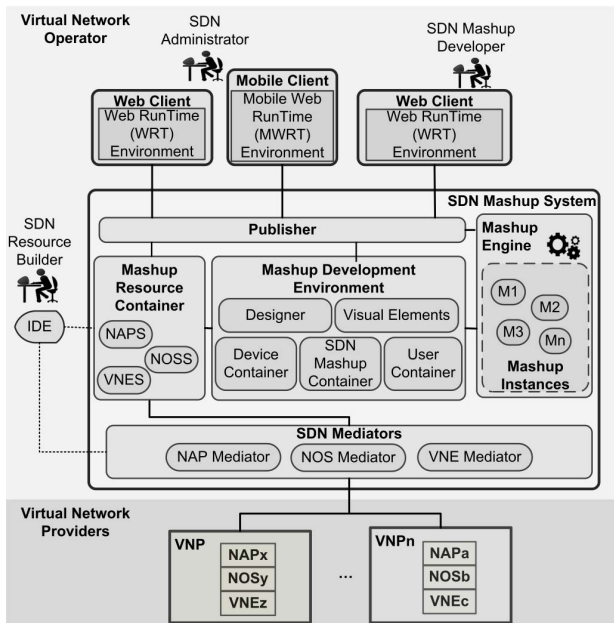 Virtual Network
Operator
SDN
Administrator
SDN Mashup
Developer
Web Client
Web RunTime
(WRT)
Environment
Mobile Client
Mobile Web
RunTime
(MWRT)
Environment
Web Client
Web RunTime
(WRT)
Environment
SDN Mashup System
SDN
Resource
Builder
IDE
Publisher
Mashup
Engine
M1
M2
M3
Mn
Mashup
Instances
Mashup
Resource
Container
NAPS
NOSS
VNES
Mashup Development
Environment
Designer
Visual Elements
Device
Container
SDN
Mashup
Container
User
Container
SDN Mediators
NAP Mediator
NOS Mediator
VNE Mediator
Virtual Network
Providers
VNP
NAPx
NOSy
VNEz
...
VNPn
NAPa
NOSb
VNEc